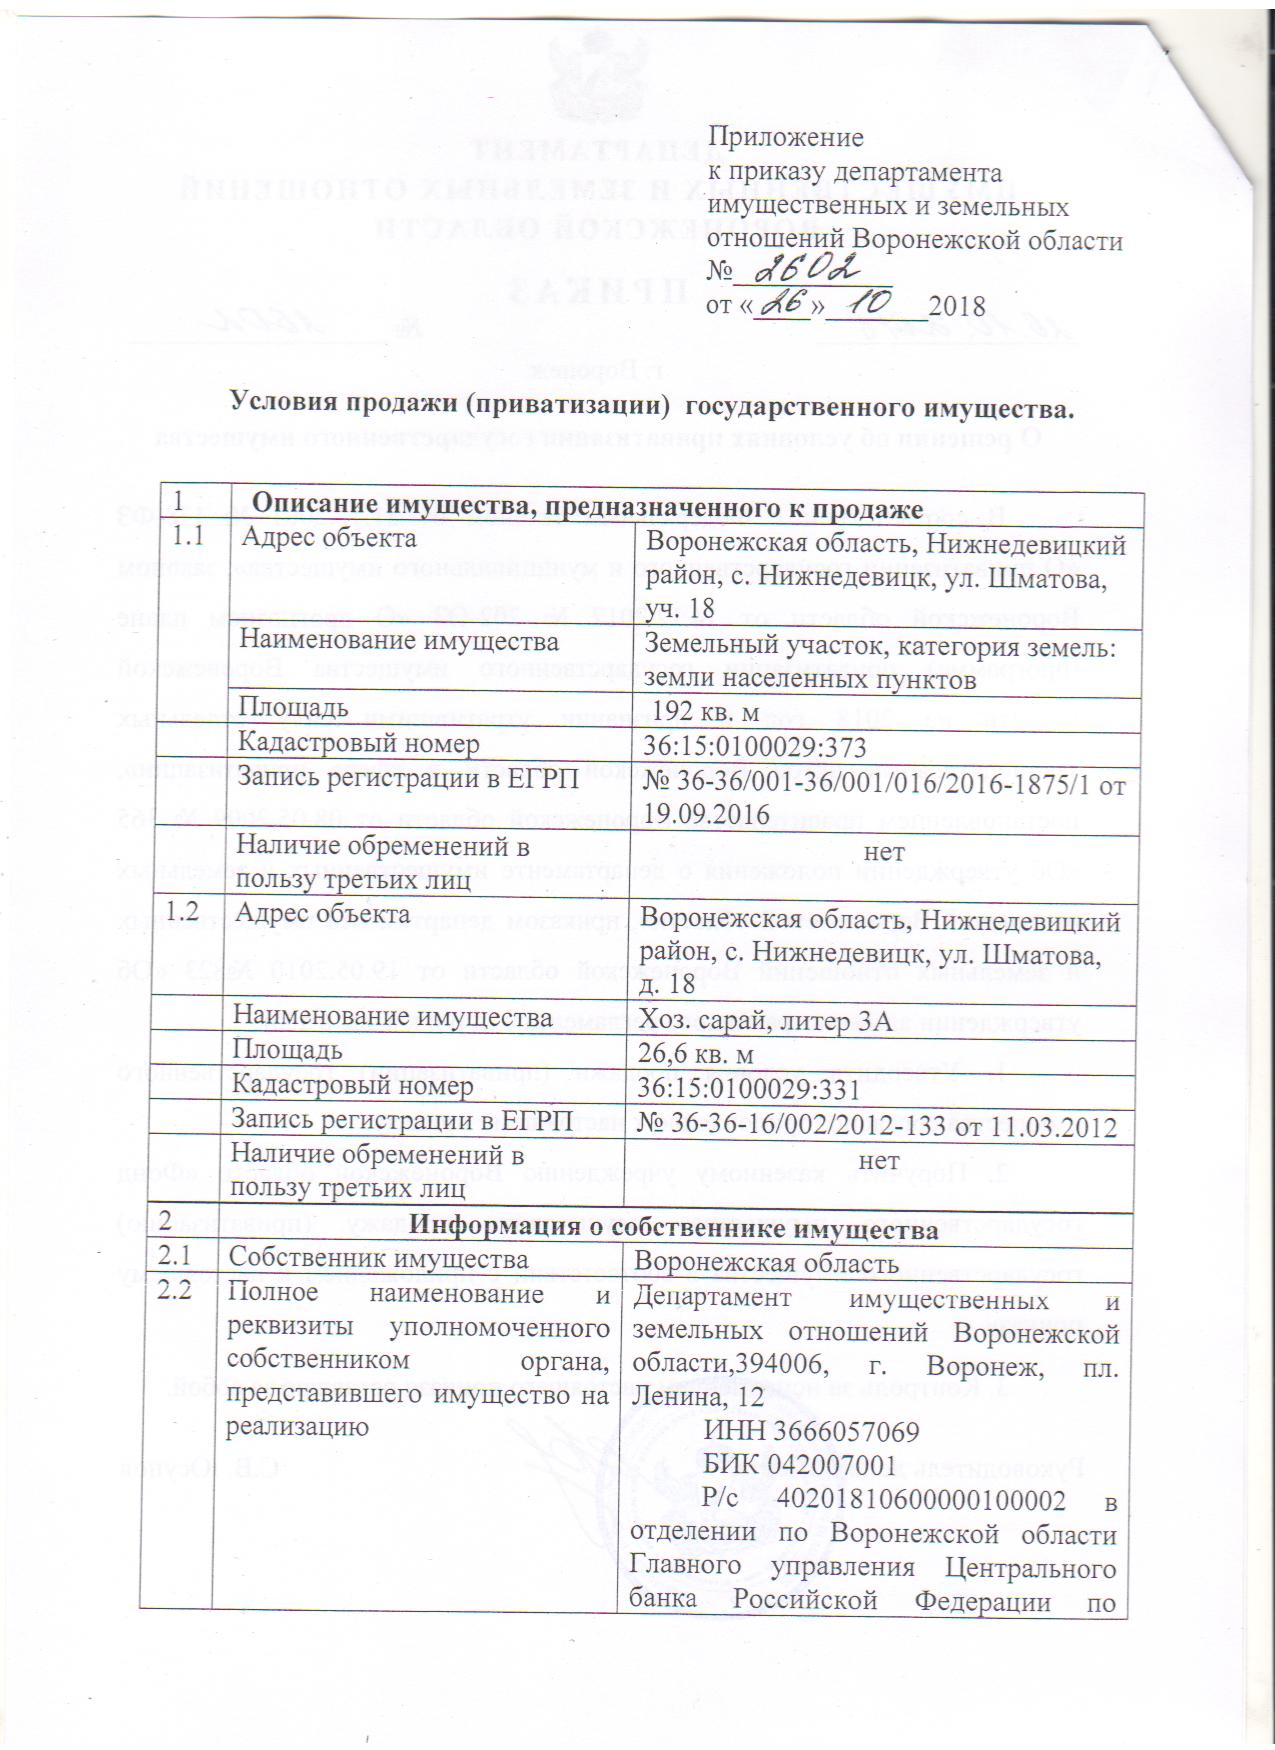 Приложение
к приказу департамента
имущественных и земельных
отношений Воронежской области
№ 2602
от «26» 10 2018
Условия продажи (приватизации) государственного имущества.
1 Описание имущества, предназначенного к продаже
1.1 Адрес объекта Воронежская область, Нижнедевицкий
район, с. Нижнедевицк, ул. Шматова,
уч. 18
Наименование имущества Земельный участок, категория земель:
земли населенных пунктов
Площадь 192 кв. м
Кадастровый номер 36:15:0100029:373
Запись регистрации в ЕГРП № 36-36/001-36/001/016/2016-1875/1 от
19.09.2016
Наличие обременений в нет
пользу третьих лиц
1.2 Адрес объекта Воронежская область, Нижнедевицкий
район, с. Нижнедевицк, ул. Шматова,
д. 18
Наименование имущества Хоз. сарай, литер 3А
Площадь 26,6 кв. м
Кадастровый номер 36:15:0100029:331
Запись регистрации в ЕГРП № 36-36-16/002/2012-133 от 11.03.2012
Наличие обременений в нет
пользу третьих лиц
2 Информация о собственнике имущества
2.1 Собственник имущества Воронежская область
2.2 Полное наименование и Департамент имущественных и
реквизиты уполномоченного земельных отношений Воронежской
собственником органа, области,394006, г. Воронеж, пл.
представившего имущество на Ленина, 12
реализацию ИНН 3666057069
БИК 042007001
Р/с 40201810600000100002 в
отделении по Воронежской области
Главного управления Центрального
банка Российской Федерации по